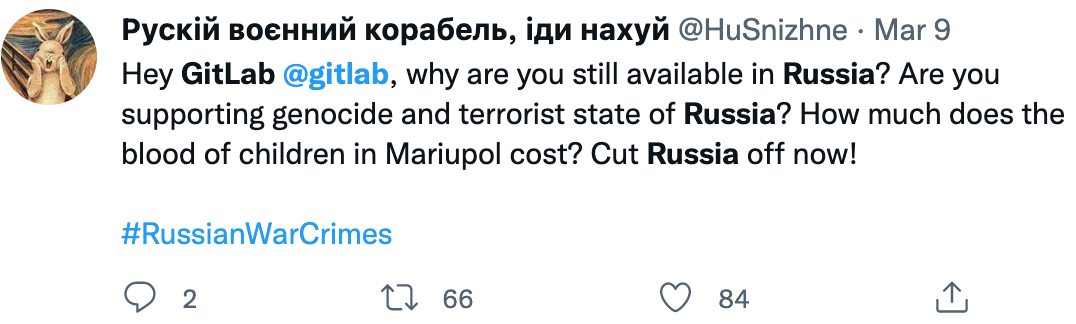 Рускій воєнний корабель, іди нахуй @HuSnizhne · Mar 9
Hey GitLab @gitlab, why are you still available in Russia? Are you
supporting genocide and terrorist state of Russia? How much does the
blood of children in Mariupol cost? Cut Russia off now!
#RussianWarCrimes
2 66 84